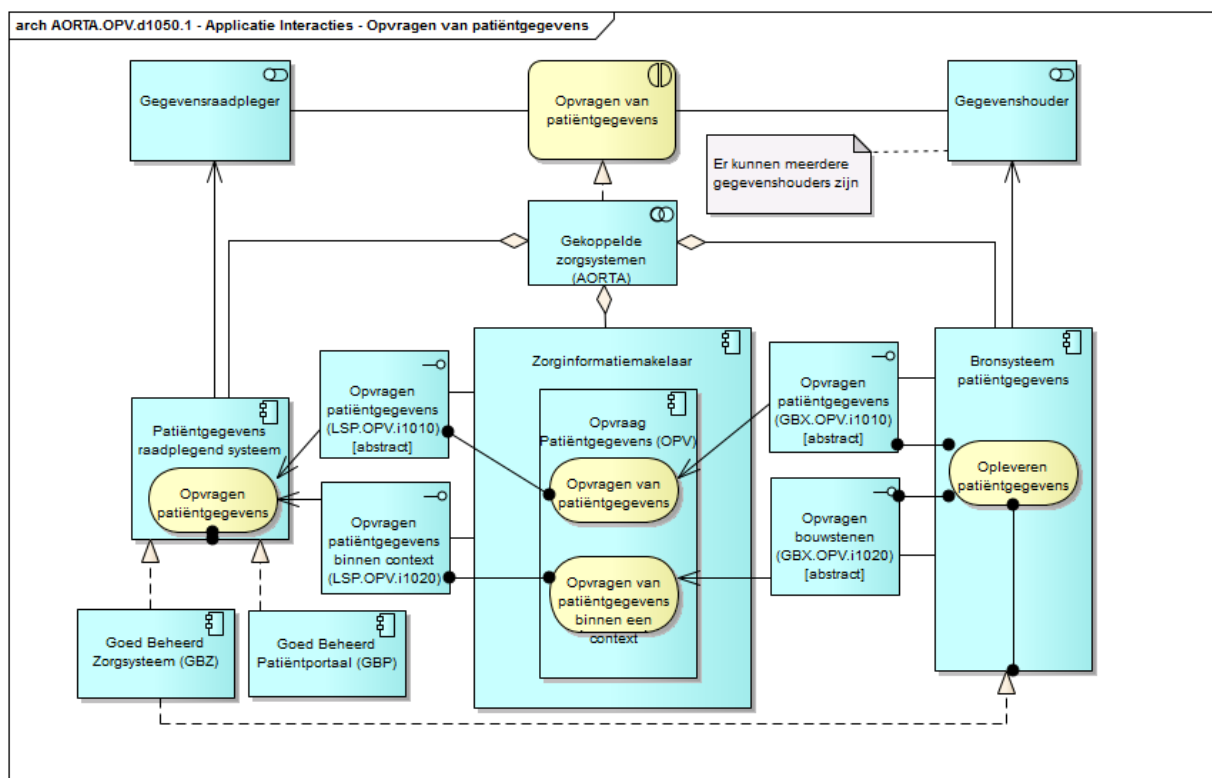 arch AORTA.OPV.d1050.1 - Applicatie Interacties - Opvragen van patiëntgegevens
Gegevensraadpleger
Opvragen van
patiëntgegevens
Gegevenshouder
Er kunnen meerdere
gegevenshouders zijn
Gekoppelde
zorgsystemen
(AORTA)
Zorginformatiemakelaar
Bronsysteem
patiëntgegevens
Opvragen
patiëntgegevens
(LSP.OPV.i1010)
[abstract]
Opvraag
Patiëntgegevens (OPV)
Opvragen
patiëntgegevens
(GBX.OPV.i1010)
[abstract]
Patiëntgegevens
raadplegend systeem
Opvragen
patiëntgegevens
Opvragen van
patiëntgegevens
Opleveren
patiëntgegevens
Opvragen
patiëntgegevens
binnen context
(LSP.OPV.i1020)
Opvragen
bouwstenen
(GBX.OPV.i1020)
[abstract]
Opvragen van
patiëntgegevens
binnen een
context
Goed Beheerd
Zorgsysteem (GBZ)
Goed Beheerd
Patiëntportaal (GBP)